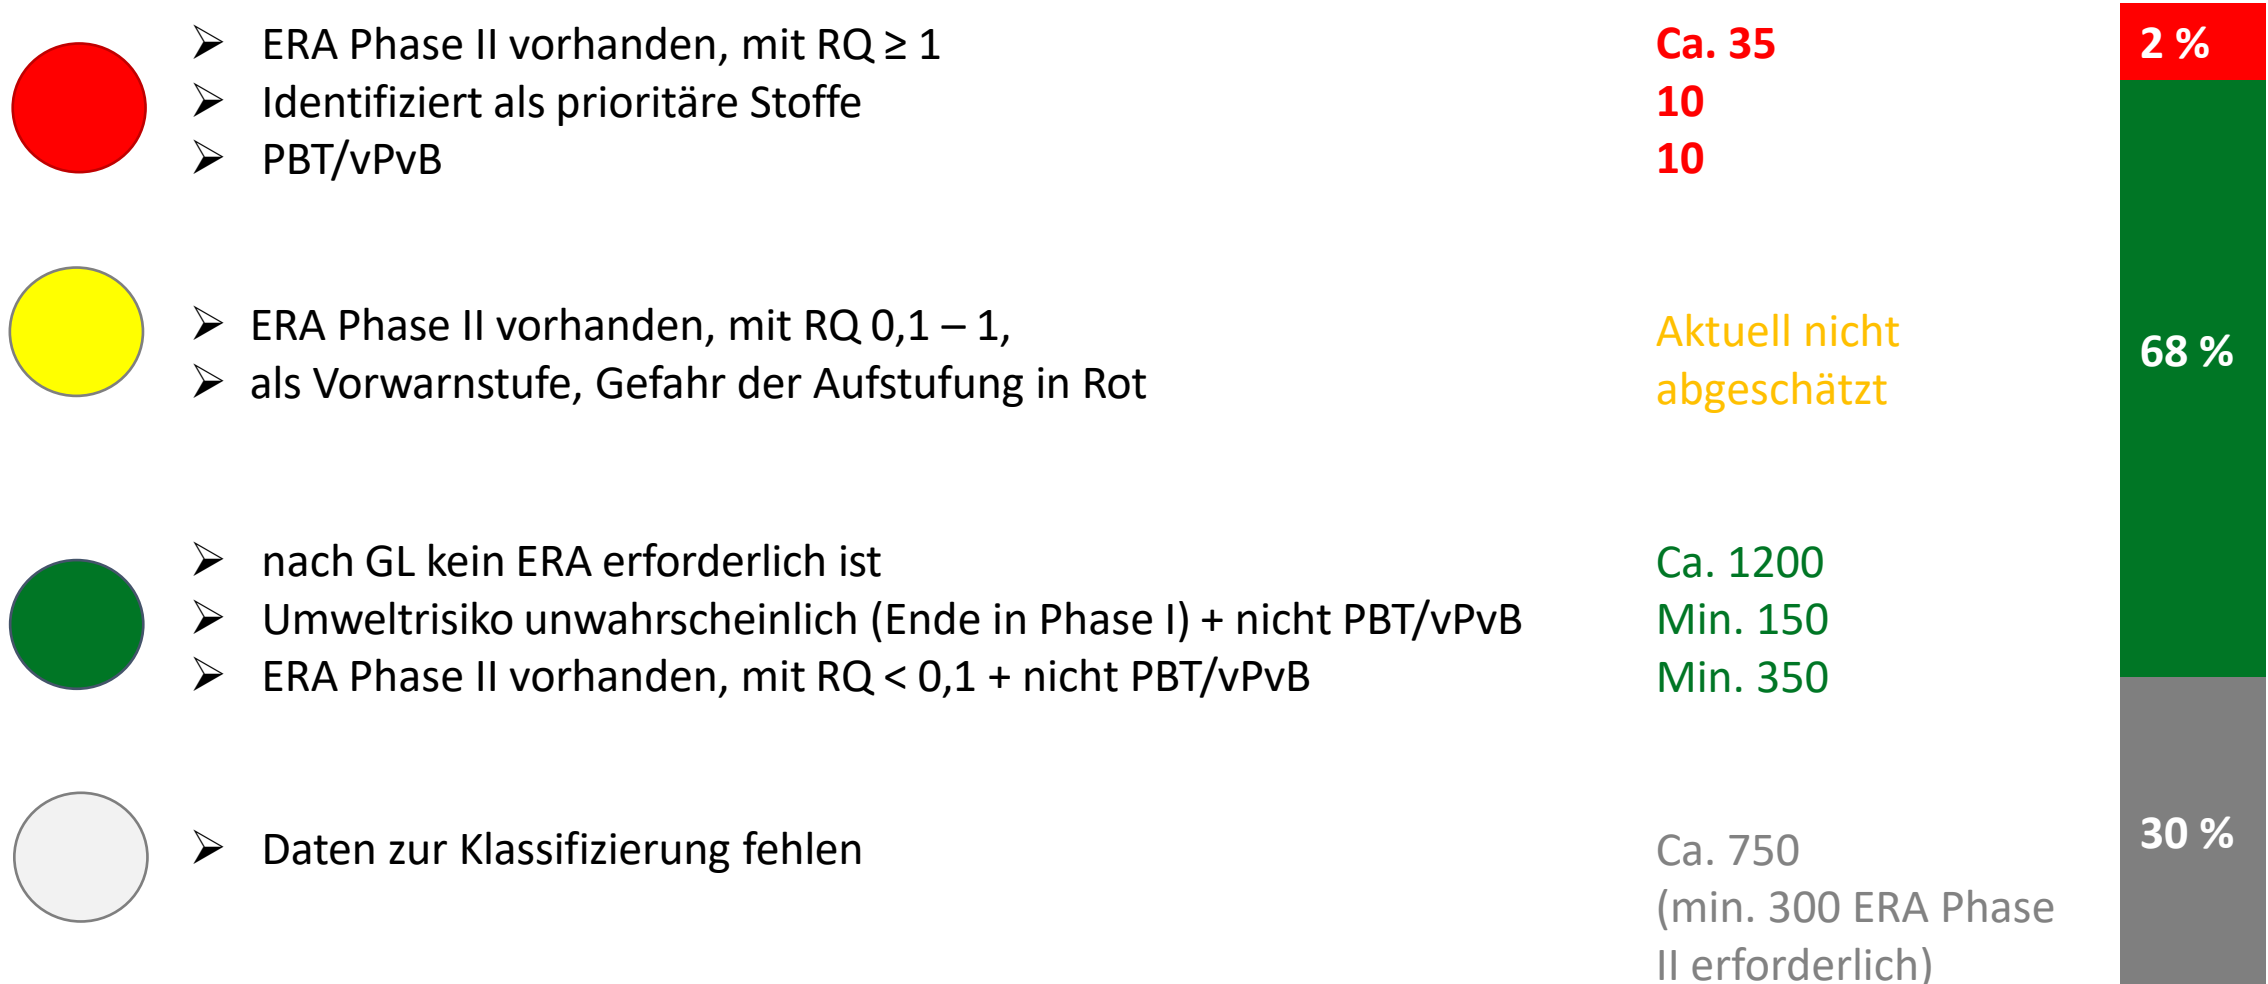 ➢ ERA Phase II vorhanden, mit RQ ≥ 1 Ca. 35 2 %
➢ Identifiziert als prioritäre Stoffe 10
➢ PBT/vPvB 10
➢ ERA Phase II vorhanden, mit RQ 0,1 – 1, Aktuell nicht 68 %
➢ als Vorwarnstufe, Gefahr der Aufstufung in Rot abgeschätzt
➢ nach GL kein ERA erforderlich ist Ca. 1200
➢ Umweltrisiko unwahrscheinlich (Ende in Phase I) + nicht PBT/vPvB Min. 150
➢ ERA Phase II vorhanden, mit RQ < 0,1 + nicht PBT/vPvB Min. 350
➢ Daten zur Klassifizierung fehlen Ca. 750 30 %
(min. 300 ERA Phase
II erforderlich)